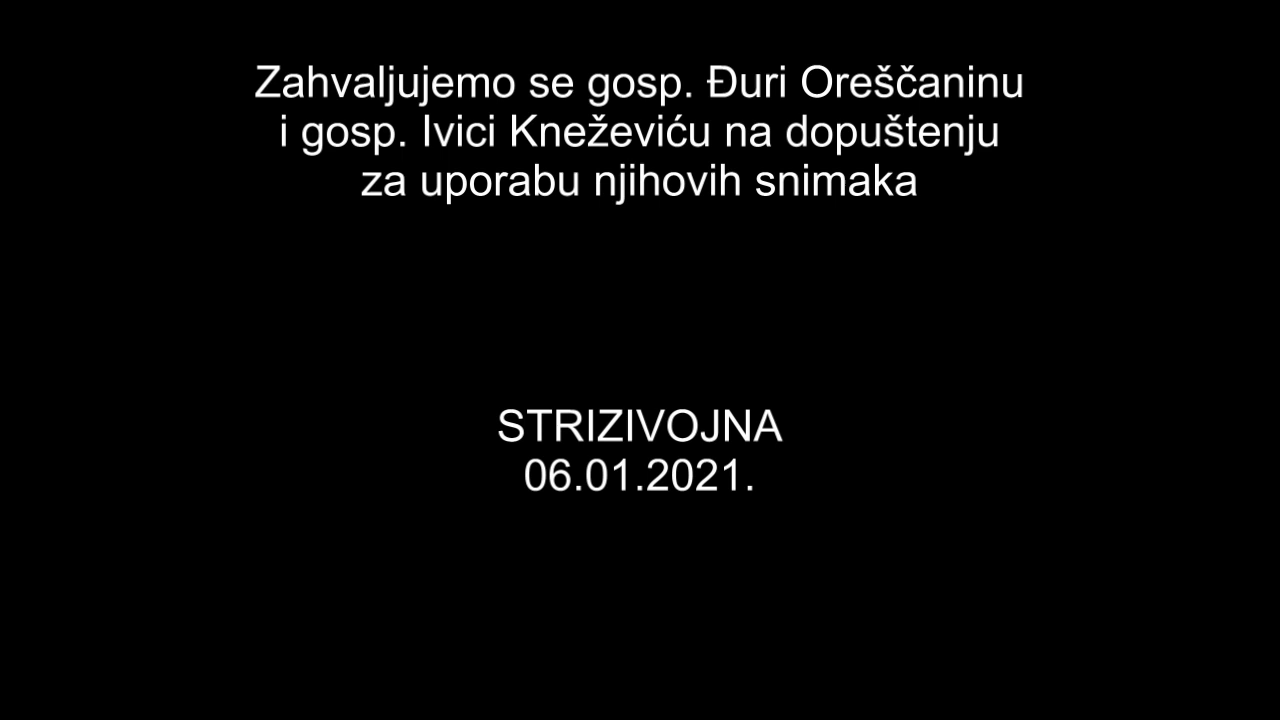 Zahvaljujemo se gosp. Đuri Oreščaninu
i gosp. Ivici Kneževiću na dopuštenju
za uporabu njihovih snimaka
STRIZIVOJNA
06.01.2021.